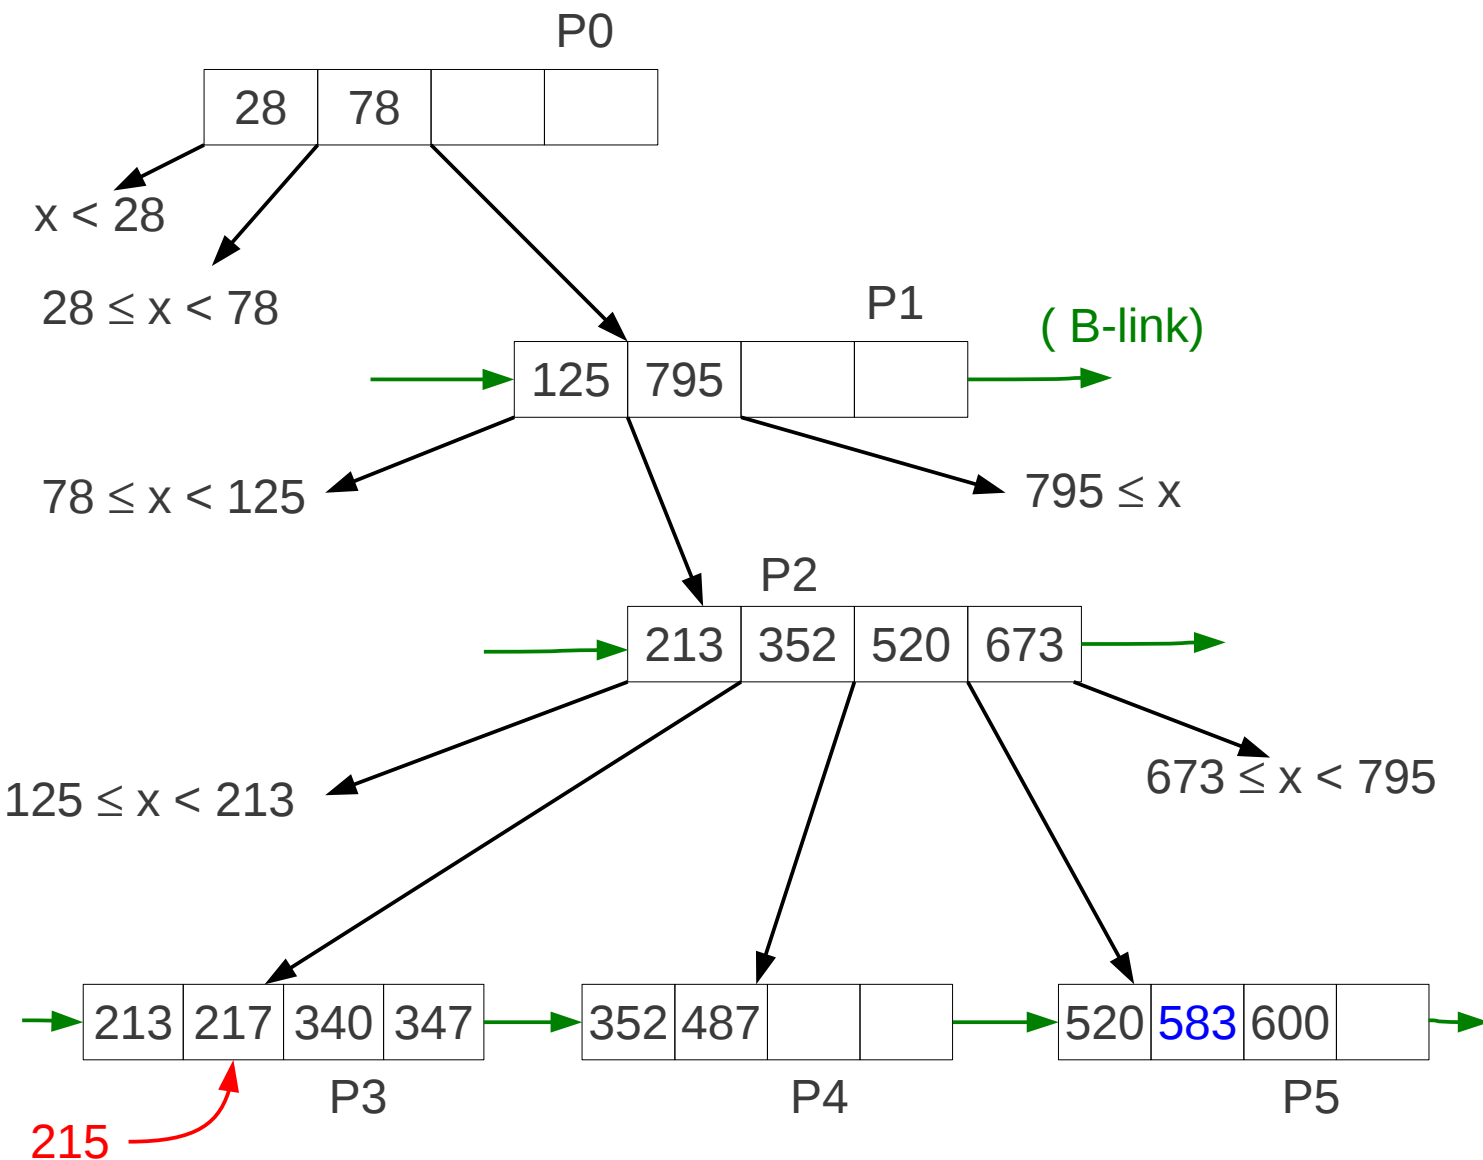 P0
28 78
x < 28
28 ≤ x < 78
P1
( B-link)
125 795
78 ≤ x < 125
795 ≤ x
P2
213 352 520 673
125 ≤ x < 213
673 ≤ x < 795
213 217 340 347
352 487
520 583 600
P3
P4
P5
215